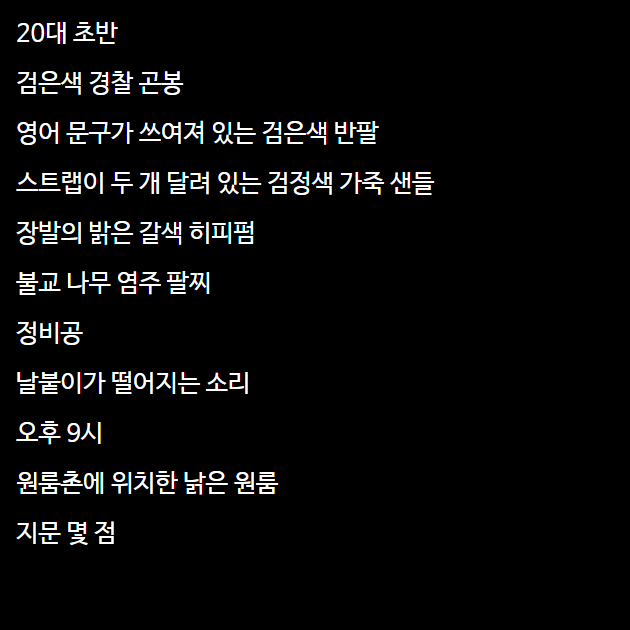 20대 초반
검은색 경찰 곤봉
영어 문구가 쓰여져 있는 검은색 반팔
스트랩이 두 개 달려 있는 검정색 가죽 샌들
장발의 밝은 갈색 히피펌
불교 나무 염주 팔찌
정비공
날붙이가 떨어지는 소리
오후 9시
원룸촌에 위치한 낡은 원룸
지문 몇 점